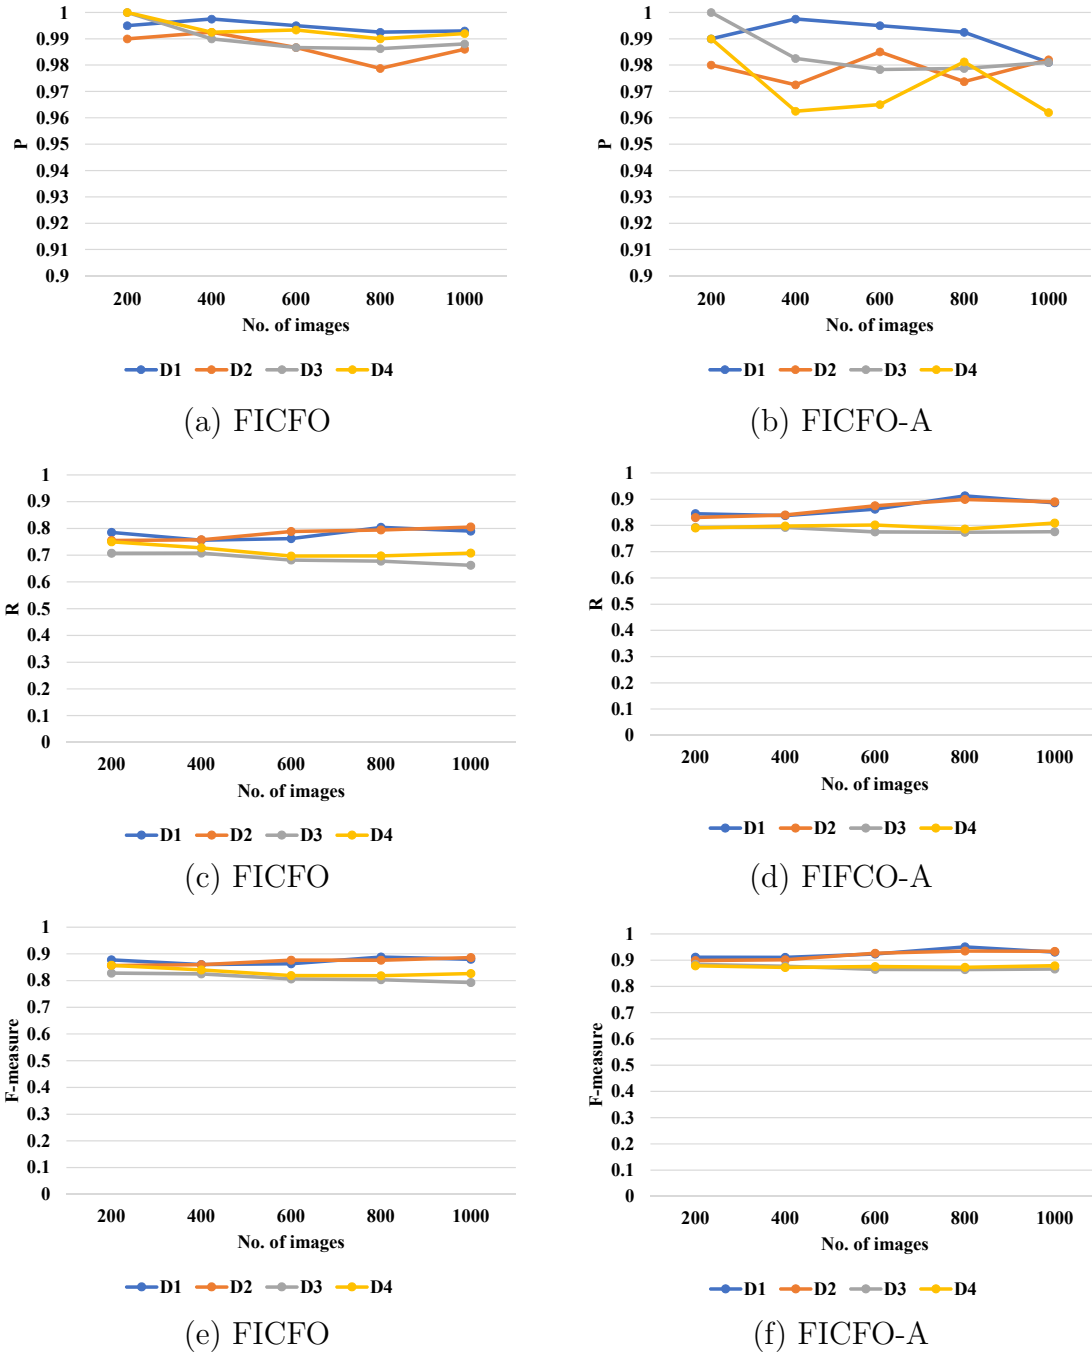 1
0.99
0.98
0.97
0.96
0.95
0.94
0.93
0.92
0.91
0.9
P
200 400 600 800 1000
No. of images
D1 D2 D3 D4
(a) FICFO
1
0.99
0.98
0.97
0.96
0.95
0.94
0.93
0.92
0.91
0.9
P
200 400 600 800 1000
No. of images
D1 D2 D3 D4
(b) FICFO-A
1
0.9
0.8
0.7
0.6
0.5
0.4
0.3
0.2
0.1
0
R
200 400 600 800 1000
No. of images
D1 D2 D3 D4
(c) FICFO
1
0.9
0.8
0.7
0.6
0.5
0.4
0.3
0.2
0.1
0
R
200 400 600 800 1000
No. of images
D1 D2 D3 D4
(d) FIFCO-A
1
0.9
0.8
0.7
0.6
0.5
0.4
0.3
0.2
0.1
0
F-measure
200 400 600 800 1000
No. of images
D1 D2 D3 D4
(e) FICFO
1
0.9
0.8
0.7
0.6
0.5
0.4
0.3
0.2
0.1
0
F-measure
200 400 600 800 1000
No. of images
D1 D2 D3 D4
(f) FICFO-A